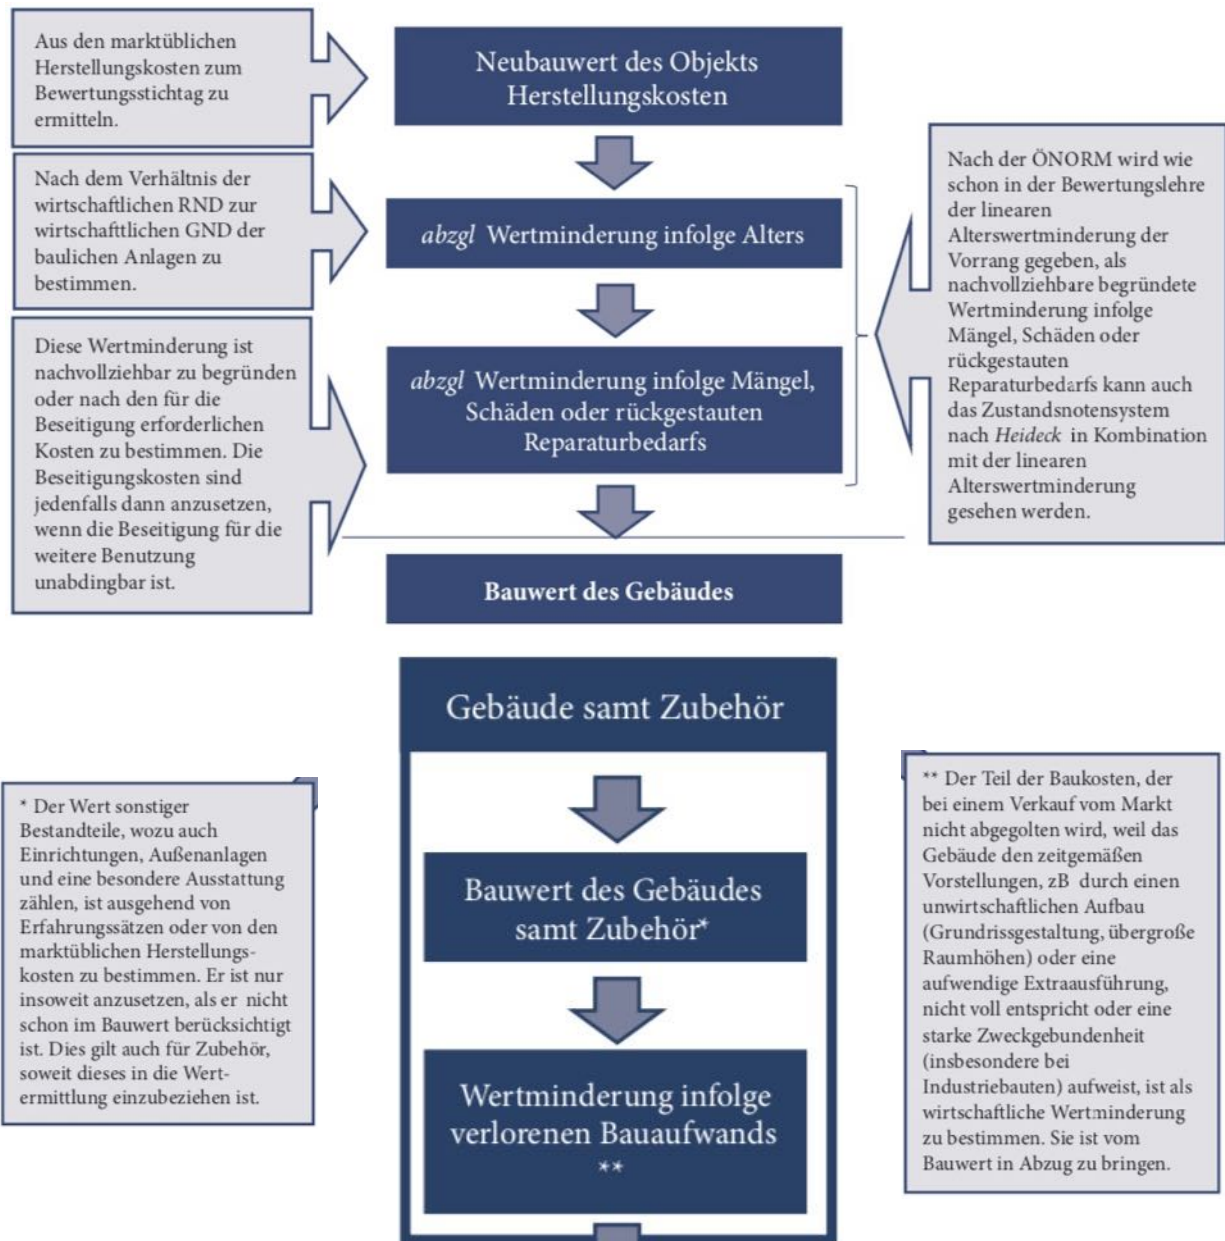 Aus den marktüblichen
Herstellungskosten zum
Bewertungsstichtag zu
ermitteln.
Neubauwert des Objekts
Herstellungskosten
Nach dem Verhältnis der
wirtschaftlichen RND zur
wirtschafttlichen GND der
baulichen Anlagen zu
bestimmen.
abzgl Wertminderung infolge Alters
Diese Wertminderung ist
nachvollziehbar zu begründen
oder nach den für die
Beseitigung erforderlichen
Kosten zu bestimmen. Die
Beseitigungskosten sind
jedenfalls dann anzusetzen,
wenn die Beseitigung für die
weitere Benutzung
unabdingbar ist.
abzgl Wertminderung infolge Mängel,
Schäden oder rückgestauten
Reparaturbedarfs
Nach der ÖNORM wird wie
schon in der Bewertungslehre
der linearen
Alterswertminderung der
Vorrang gegeben, als
nachvollziehbare begründete
Wertminderung infolge
Mängel, Schäden oder
rückgestauten
Reparaturbedarfs kann auch
das Zustandsnotensystem
nach Heideck in Kombination
mit der linearen
Alterswertminderung
gesehen werden.
Bauwert des Gebäudes
Gebäude samt Zubehör
* Der Wert sonstiger
Bestandteile, wozu auch
Einrichtungen, Außenanlagen
und eine besondere Ausstattung
zählen, ist ausgehend von
Erfahrungssätzen oder von den
marktüblichen Herstellungs-
kosten zu bestimmen. Er ist nur
insoweit anzusetzen, als er nicht
schon im Bauwert berücksichtigt
ist. Dies gilt auch für Zubehör,
soweit dieses in die Wert-
ermittlung einzubeziehen ist.
Bauwert des Gebäudes
samt Zubehör*
Wertminderung infolge
verlorenen Bauaufwands
**
** Der Teil der Baukosten, der
bei einem Verkauf vom Markt
nicht abgegolten wird, weil das
Gebäude den zeitgemäßen
Vorstellungen, zB durch einen
unwirtschaftlichen Aufbau
(Grundrissgestaltung, übergroße
Raumhöhen) oder eine
aufwendige Extraausführung,
nicht voll entspricht oder eine
starke Zweckgebundenheit
(insbesondere bei
Industriebauten) aufweist, ist als
wirtschaftliche Wertminderung
zu bestimmen. Sie ist vom
Bauwert in Abzug zu bringen.